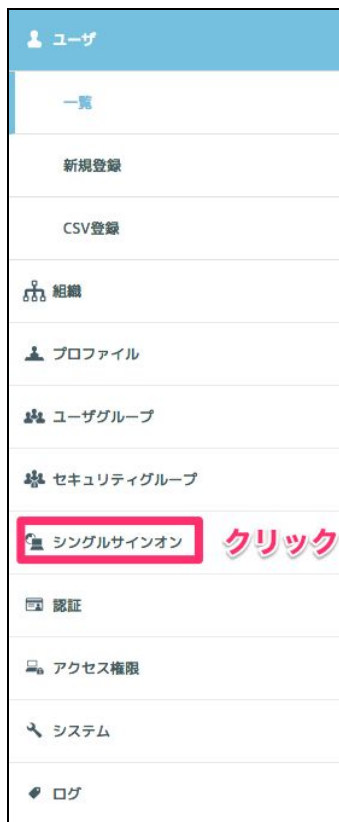 ユーザ
一覧
新規登録
CSV登録
組織
プロファイル
ユーザグループ
セキュリティグループ
シングルサインオン クリック
認証
アクセス権限
システム
ログ